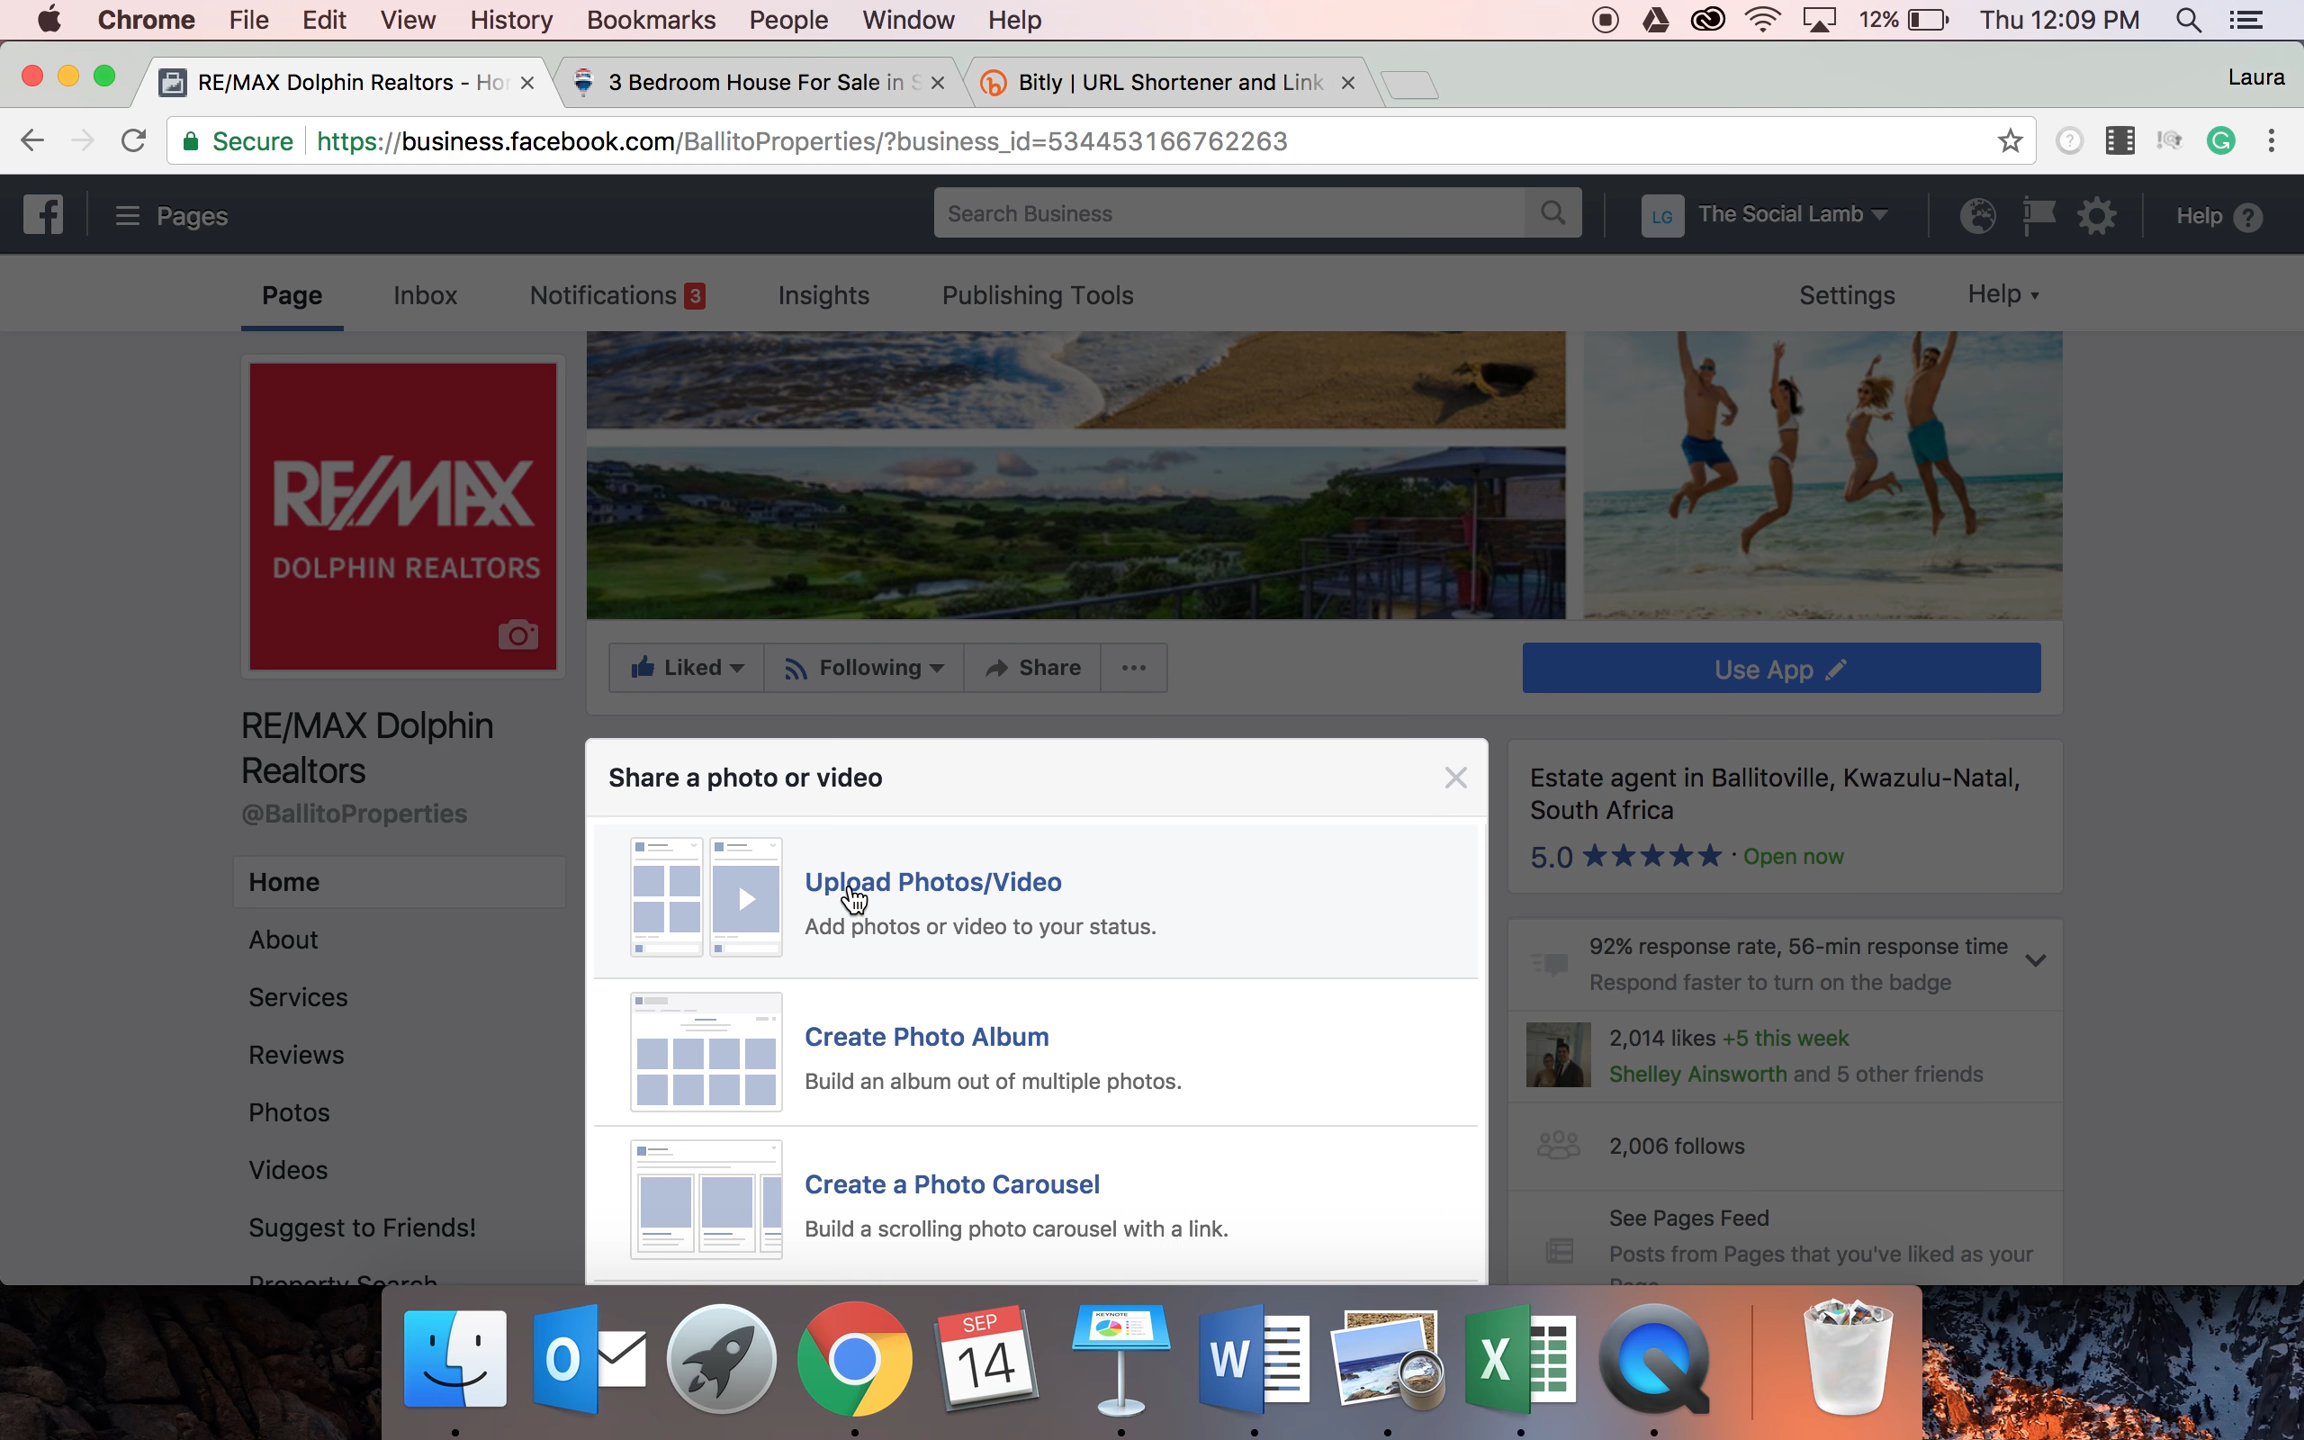 Chrome File Edit View History Bookmarks People Window Help 12% Thu 12:09 PM
RE/MAX Dolphin Realtors - Hor 3 Bedroom House For Sale in S Bitly | URL Shortener and Link Laura
Secure https://business.facebook.com/BallitoProperties/?business_id=534453166762263
Pages Search Business LG The Social Lamb Help ?
Page Inbox Notifications 3 Insights Publishing Tools Settings Help
RE/MAX
DOLPHIN REALTORS
Liked Following Share Use App
RE/MAX Dolphin
Realtors
@BallitoProperties
Home
About
Services
Reviews
Photos
Videos
Suggest to Friends!
Property Search
Share a photo or video
Upload Photos/Video
Add photos or video to your status.
Create Photo Album
Build an album out of multiple photos.
Create a Photo Carousel
Build a scrolling photo carousel with a link.
Estate agent in Ballitoville, Kwazulu-Natal,
South Africa
5.0 ★★★★★ · Open now
92% response rate, 56-min response time
Respond faster to turn on the badge
2,014 likes +5 this week
Shelley Ainsworth and 5 other friends
2,006 follows
See Pages Feed
Posts from Pages that you've liked as your
Page
SEP
14
KEYNOTE
O
W
X